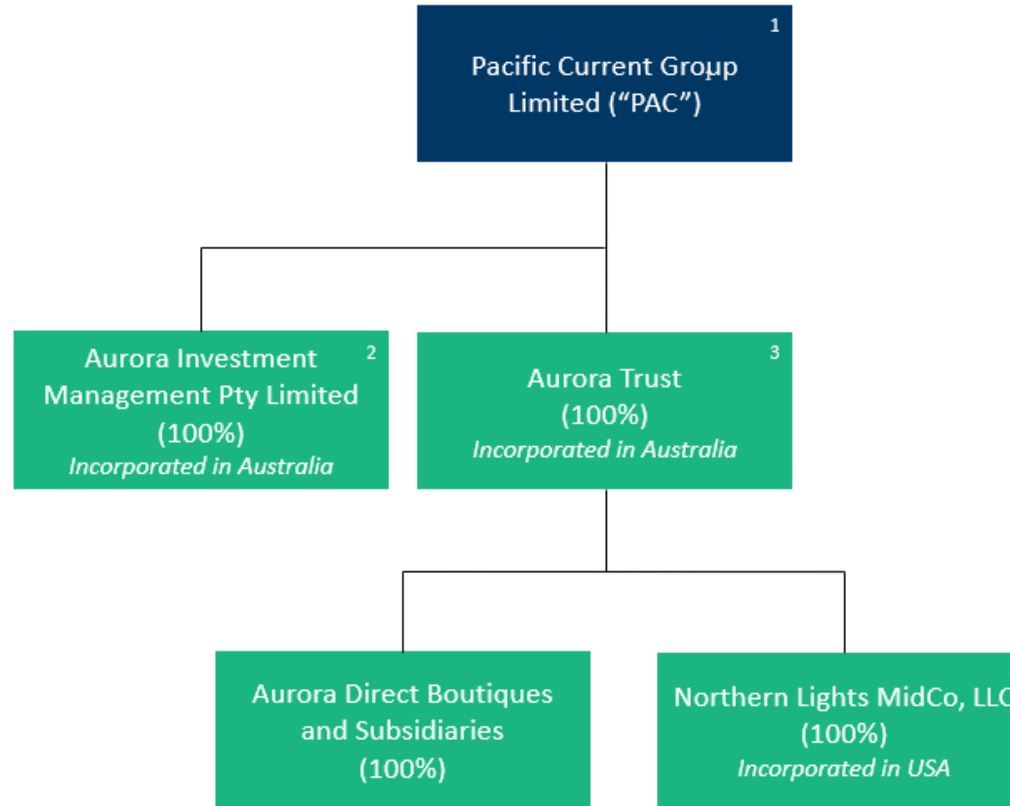 1
Pacific Current Groμp
Limited (“PAC”)
Aurora Investment
2
Management Pty Limited
(100%)
Incorporated in Australia
3
Aurora Trust
(100%)
Incorporated in Australia
Aurora Direct Boutiques
and Subsidiaries
(100%)
Northern Lights MidCo, LLC
(100%)
Incorporated in USA